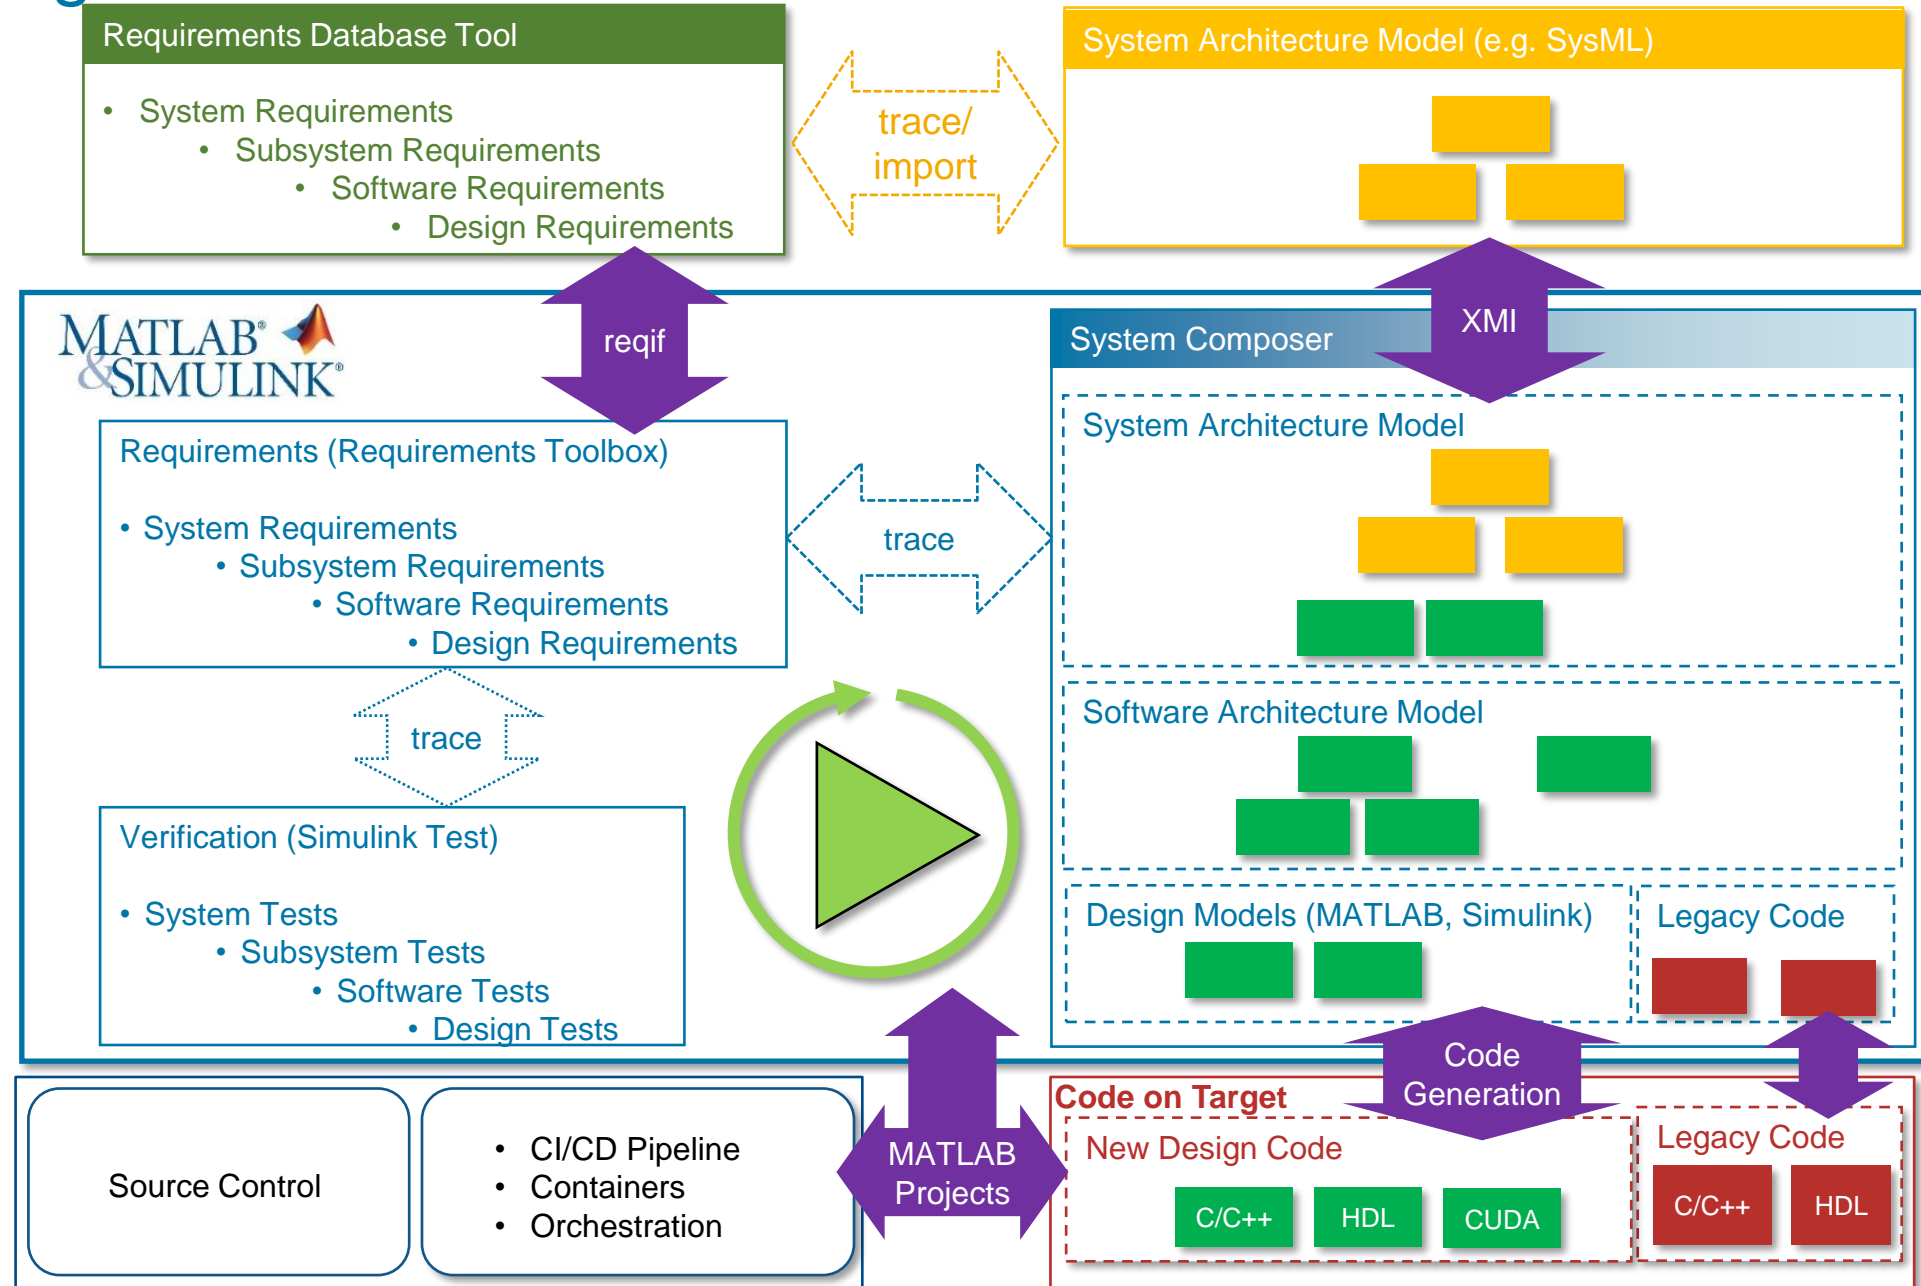 Requirements Database Tool
• System Requirements
• Subsystem Requirements
• Software Requirements
• Design Requirements
trace/
import
System Architecture Model (e.g. SysML)
MATLAB®
&SIMULINK®
reqif
XMI
System Composer
Requirements (Requirements Toolbox)
• System Requirements
• Subsystem Requirements
• Software Requirements
• Design Requirements
trace
System Architecture Model
trace
Software Architecture Model
Verification (Simulink Test)
• System Tests
• Subsystem Tests
• Software Tests
• Design Tests
Design Models (MATLAB, Simulink)
Legacy Code
Code
Generation
Source Control
• CI/CD Pipeline
• Containers
• Orchestration
MATLAB
Projects
Code on Target
New Design Code
C/C++
HDL
CUDA
Legacy Code
C/C++
HDL